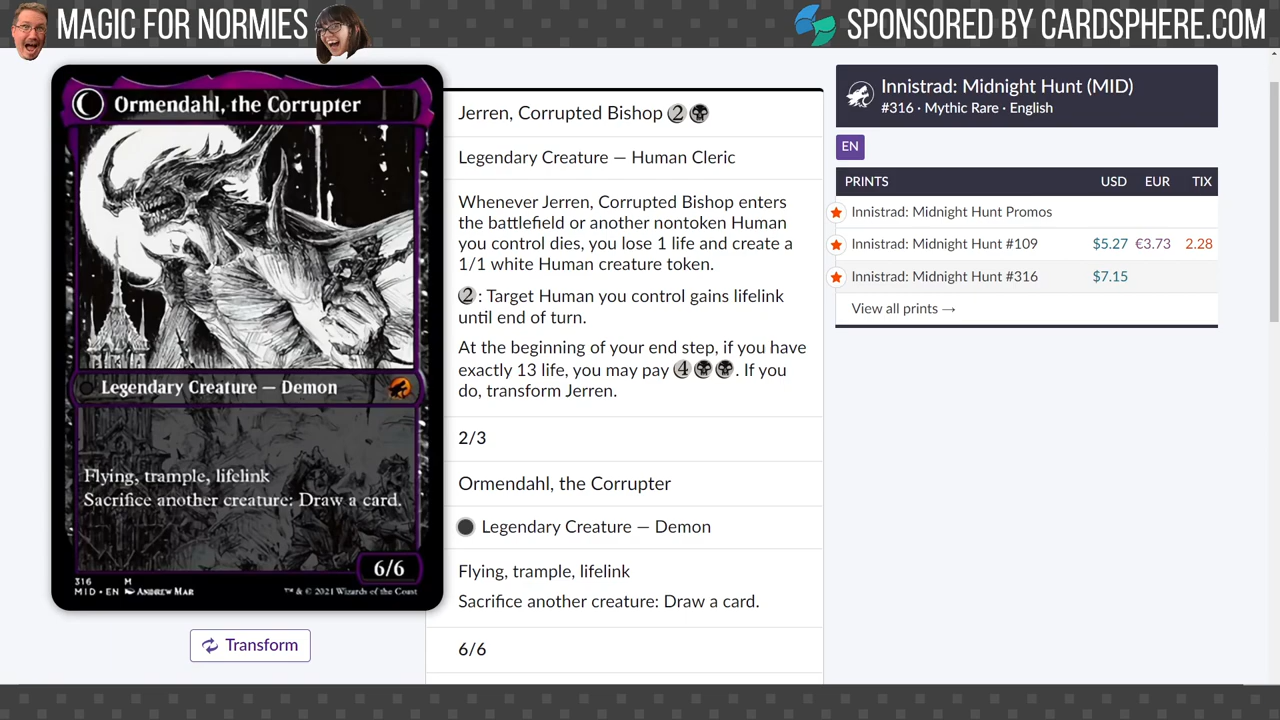 MAGIC FOR NORMIES
SPONSORED BY CARDSPHERE.COM
Ormendahl, the Corrupter
Legendary Creature — Demon
Flying, trample, lifelink
Sacrifice another creature: Draw a card.
6/6
316 M
MID • EN ANDREW MAR
™ & © 2021 Wizards of the Coast
Transform
Jerren, Corrupted Bishop 2
Legendary Creature — Human Cleric
Whenever Jerren, Corrupted Bishop enters
the battlefield or another nontoken Human
you control dies, you lose 1 life and create a
1/1 white Human creature token.
2: Target Human you control gains lifelink
until end of turn.
At the beginning of your end step, if you have
exactly 13 life, you may pay 4. If you
do, transform Jerren.
2/3
Ormendahl, the Corrupter
Legendary Creature — Demon
Flying, trample, lifelink
Sacrifice another creature: Draw a card.
6/6
Innistrad: Midnight Hunt (MID)
#316 · Mythic Rare · English
EN
PRINTS USD EUR TIX
Innistrad: Midnight Hunt Promos
Innistrad: Midnight Hunt #109 $5.27 €3.73 2.28
Innistrad: Midnight Hunt #316 $7.15
View all prints →